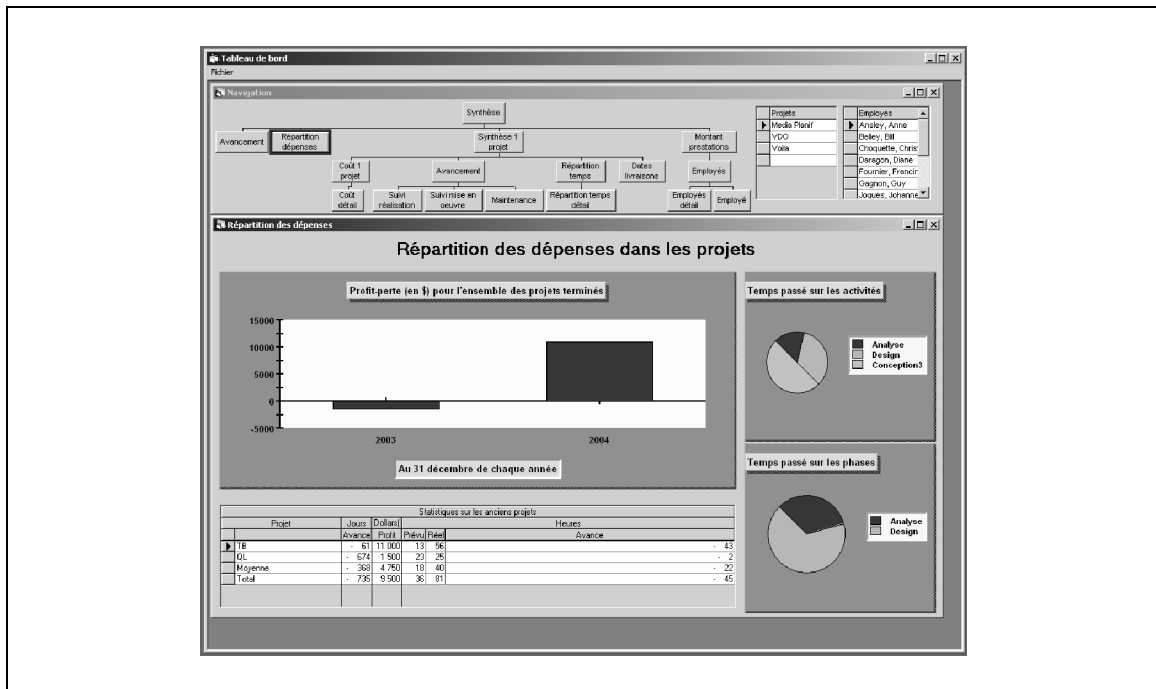 Tableau de bord
Fichier
Navigation
Synthèse
Avancement
Répartition
dépenses
Synthèse 1
projet
Montant
prestations
Coût 1
projet
Avancement
Répartition
temps
Dates
livraisons
Employés
Coût
détail
Suivi
réalisation
Suivi mise en
oeuvre
Maintenance
Répartition temps
détail
Employés
détail
Employé
Projets
Media Planif
VDO
Voila
Employes
Ansley, Anne
Belley, Bill
Choquette, Chris
Daragon, Diane
Fournier, Francin
Gagnon, Guy
Joques, Johanne
Répartition des dépenses
Répartition des dépenses dans les projets
Profit-perte (en $) pour l'ensemble des projets terminés
15000
10000
5000
0
-5000
2003 2004
Au 31 décembre de chaque année
Temps passé sur les activités
Analyse
Design
Conception3
Temps passé sur les phases
Analyse
Design
Statistiques sur les anciens projets
Projet Jours Dollars( Heures
Avance Profit Prévu Réel Avance
TB - 61 11 000 13 56 - 43
QL - 674 1 500 23 25 - 2
Moyenne - 368 4 750 18 40 - 22
Total - 735 9 500 36 81 - 45